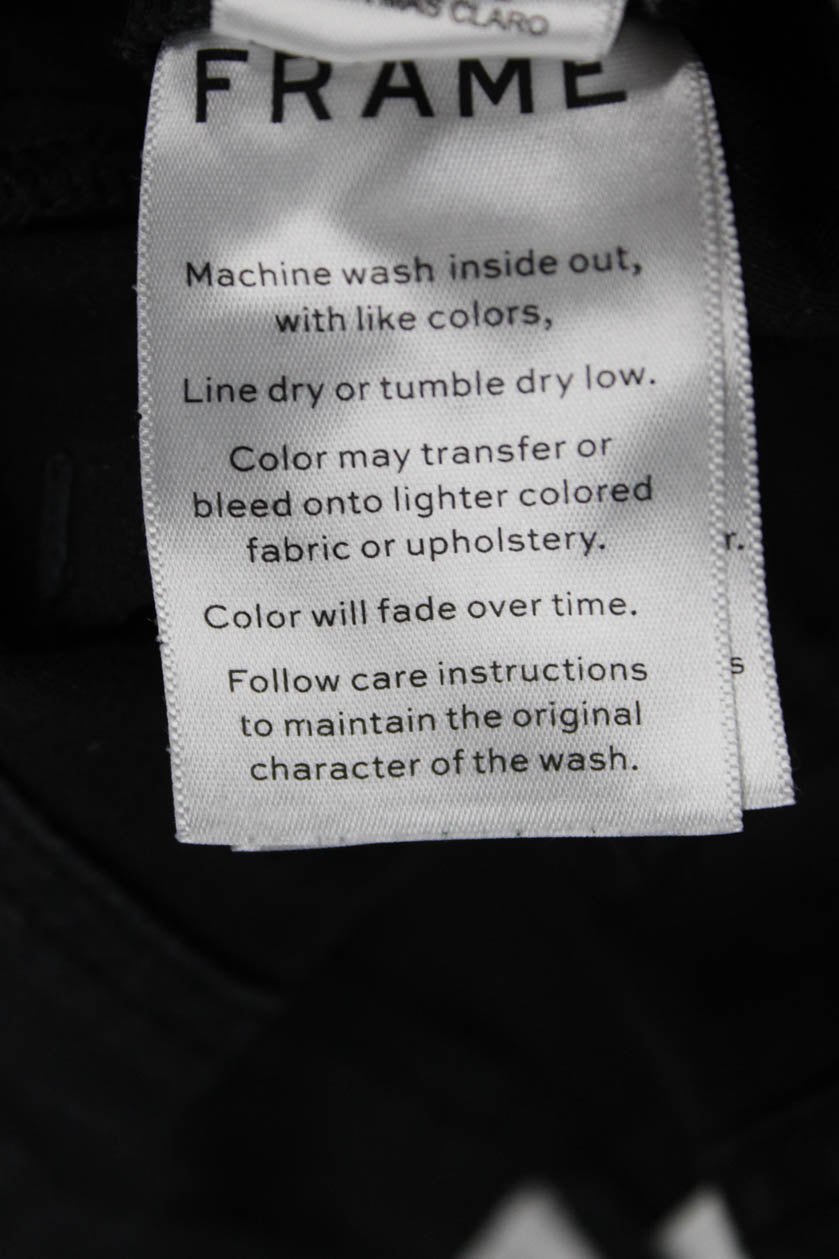 MAS CLARO
FRAME
Machine wash inside out,
with like colors,
Line dry or tumble dry low.
Color may transfer or
bleed onto lighter colored
fabric or upholstery.
r.
Color will fade over time.
s
Follow care instructions
to maintain the original
character of the wash.